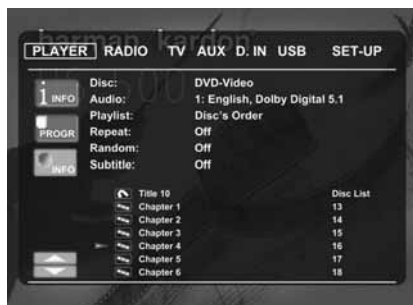 harman kardon
PLAYER RADIO TV AUX D. IN USB SET-UP
i INFO
Disc: DVD-Video
Audio: 1: English, Dolby Digital 5.1
PROGR
Playlist: Disc's Order
Repeat: Off
Random: Off
INFO
Subtitle: Off
Title 10 Disc List
Chapter 1 13
Chapter 2 14
Chapter 3 15
Chapter 4 16
Chapter 5 17
Chapter 6 18